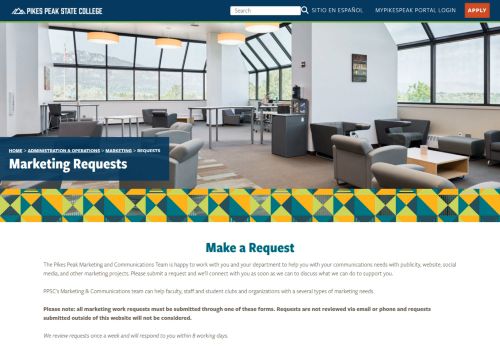 PIKES PEAK STATE COLLEGE
Search
SITIO EN ESPAÑOL
MYPIKESPEAK PORTAL LOGIN
APPLY
HOME > ADMINISTRATION & OPERATIONS > MARKETING > REQUESTS
Marketing Requests
Make a Request
The Pikes Peak Marketing and Communications Team is happy to work with you and your department to help you with your communications needs with publicity, website, social
media, and other marketing projects. Please submit a request and we'll connect with you as soon as we can to discuss what we can do to support you.
PPSC's Marketing & Communications team can help faculty, staff and student clubs and organizations with a several types of marketing needs.
Please note: all marketing work requests must be submitted through one of these forms. Requests are not reviewed via email or phone and requests
submitted outside of this website will not be considered.
We review requests once a week and will respond to you within 8 working days.